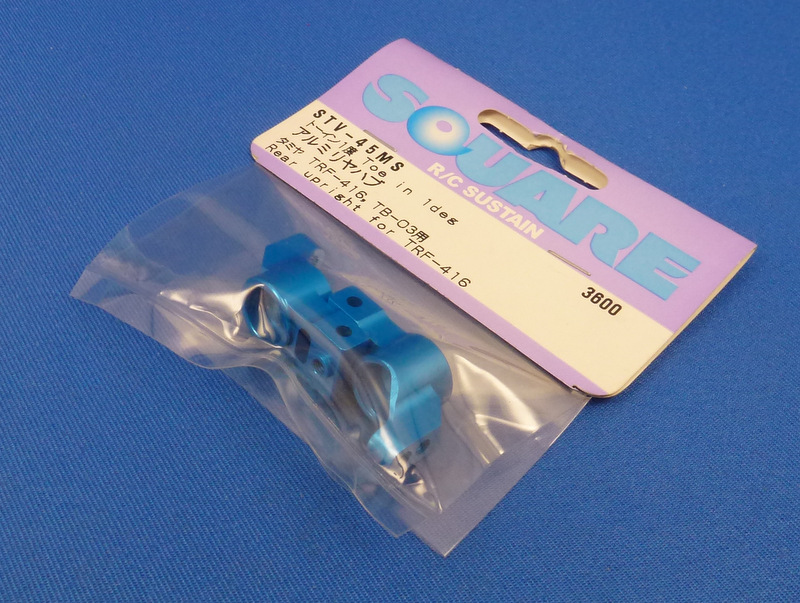 SQUARE
R/C SUSTAIN
STV-45MS
トーイン1度 Toe in 1deg
アルミリヤハブ
タミヤ TRF-416, TB-03用
Rear upright for TRF-416
3600